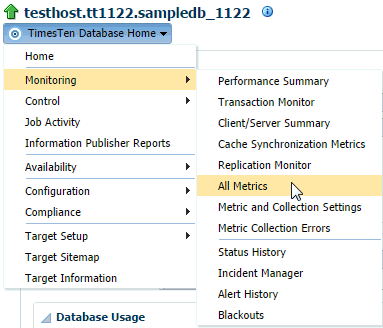 testhost.tt1122.sampledb_1122
TimesTen Database Home
Home
Monitoring
Control
Job Activity
Information Publisher Reports
Availability
Configuration
Compliance
Target Setup
Target Sitemap
Target Information
Performance Summary
Transaction Monitor
Client/Server Summary
Cache Synchronization Metrics
Replication Monitor
All Metrics
Metric and Collection Settings
Metric Collection Errors
Status History
Incident Manager
Alert History
Blackouts
Database Usage